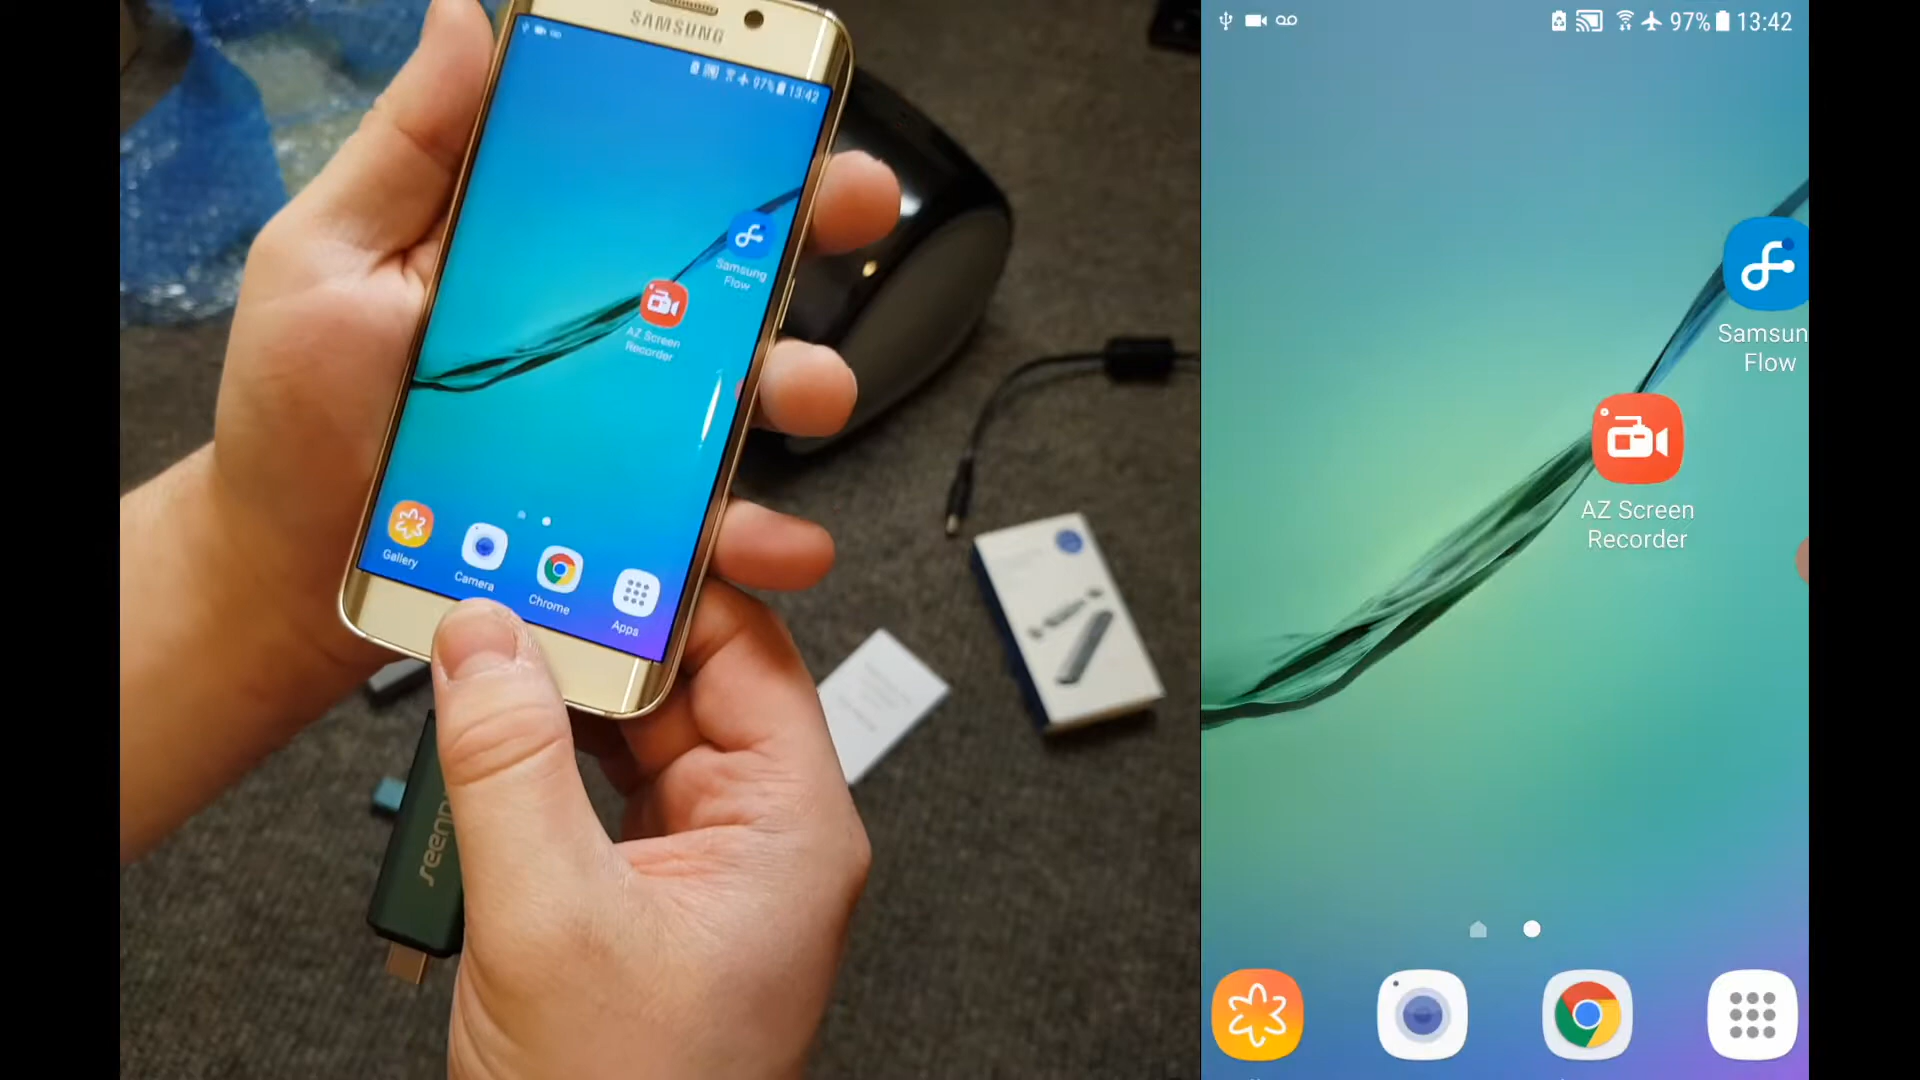 SAMSUNG
97% 13:42
Samsung
Flow
AZ Screen
Recorder
Gallery
Camera
Chrome
Apps
seenda
97% 13:42
Samsun
Flow
AZ Screen
Recorder